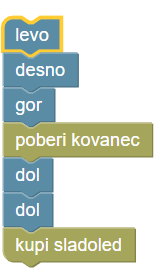 levo
desno
gor
poberi kovanec
dol
dol
kupi sladoled